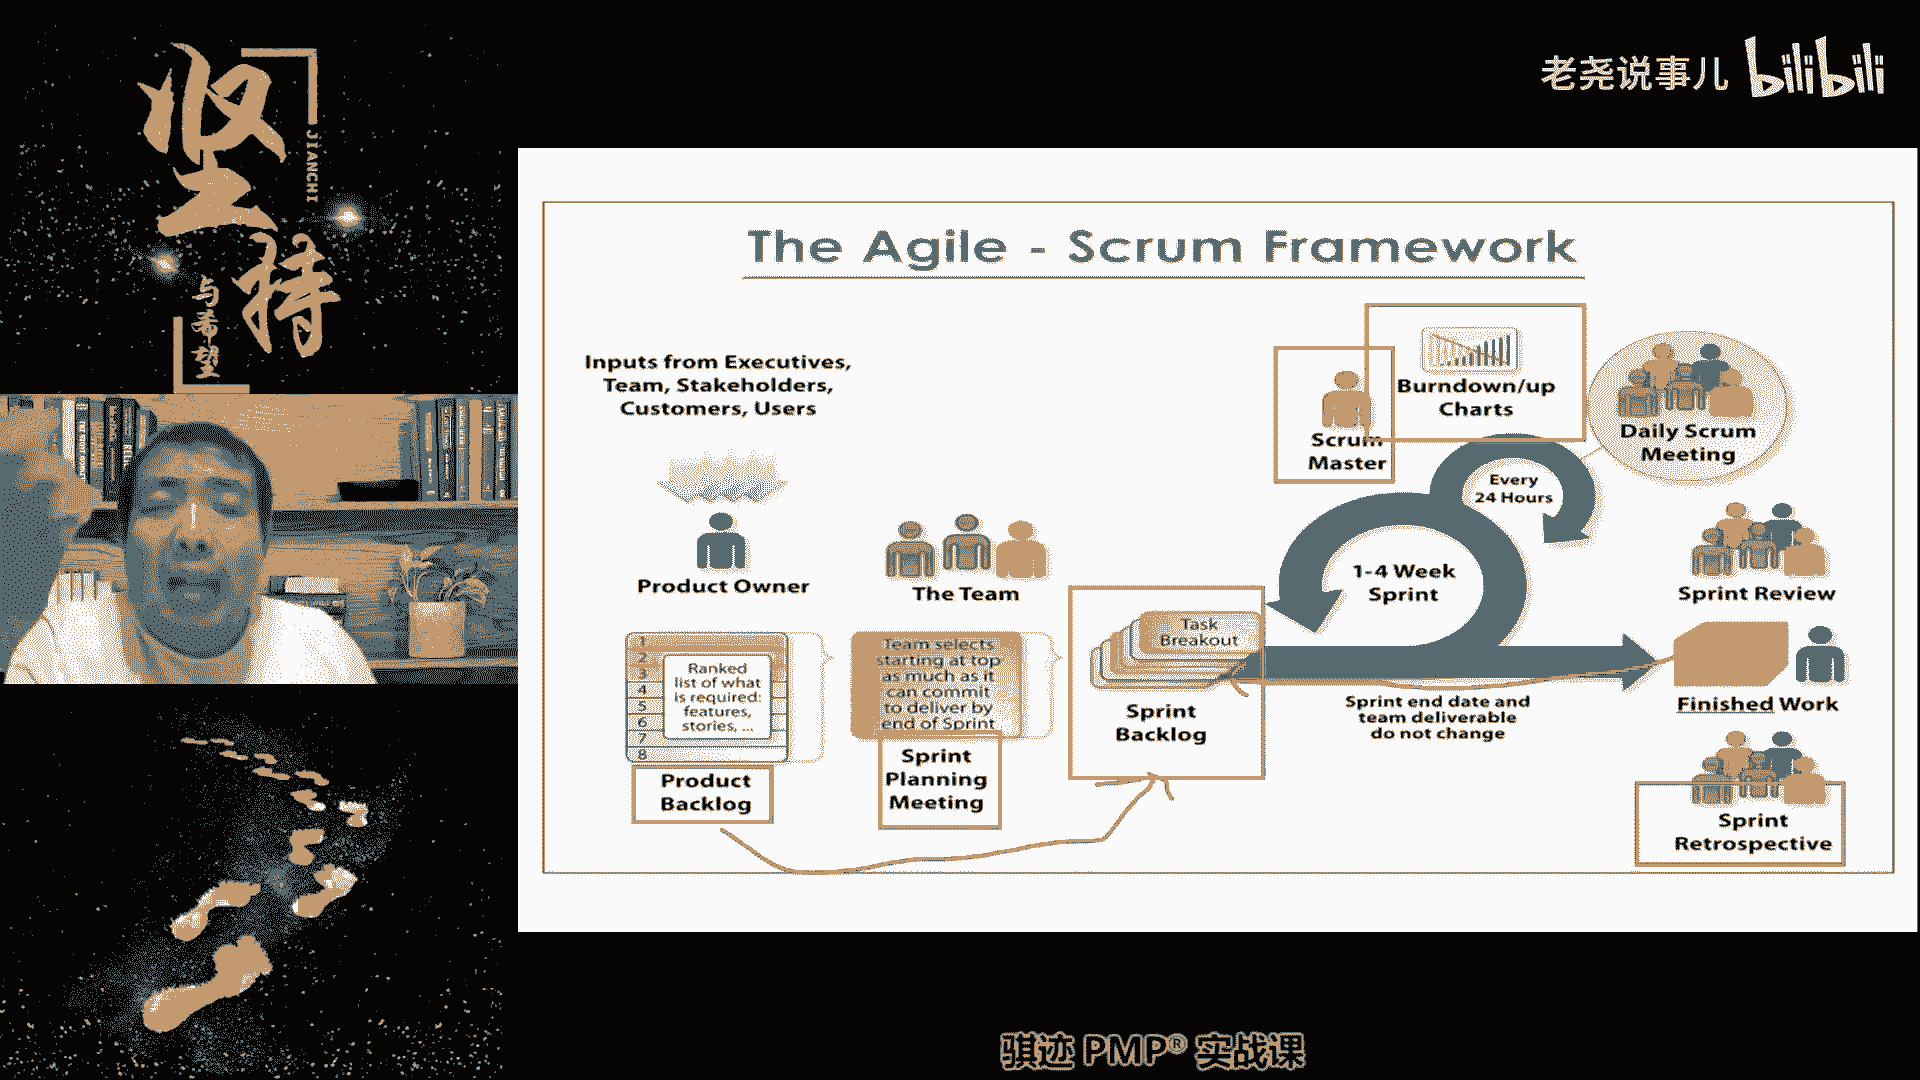 坚
持
JIANCHI
与
希
望
老尧说事儿 bilibili
The Agile - Scrum Framework
Inputs from Executives,
Team, Stakeholders,
Customers, Users
Product Owner
1
2
3
4
5
6
7
8
Ranked
list of what
is required:
features,
stories, ...
Product
Backlog
The Team
Team selects
starting at top
as much as it
can commit
to deliver by
end of Sprint
Sprint
Planning
Meeting
Task
Breakout
Sprint
Backlog
Scrum
Master
Burndown/up
Charts
Every
24 Hours
1-4 Week
Sprint
Sprint end date and
team deliverable
do not change
Daily Scrum
Meeting
Sprint Review
Finished Work
Sprint
Retrospective
骐迹 PMP® 实战课